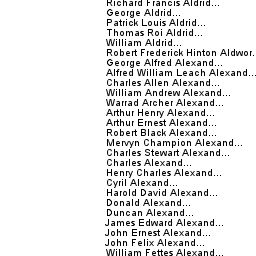 Richard Francis Aldrid...
George Aldrid...
Patrick Louis Aldrid...
Thomas Roi Aldrid...
William Aldrid...
Robert Frederick Hinton Aldwor.
George Alfred Alexand...
Alfred William Leach Alexand...
Charles Allen Alexand...
William Andrew Alexand...
Warrad Archer Alexand...
Arthur Henry Alexand...
Arthur Ernest Alexand...
Robert Black Alexand...
Mervyn Champion Alexand...
Charles Stewart Alexand...
Charles Alexand...
Henry Charles Alexand...
Cyril Alexand...
Harold David Alexand...
Donald Alexand...
Duncan Alexand...
James Edward Alexand...
John Ernest Alexand...
John Felix Alexand...
William Fettes Alexand...